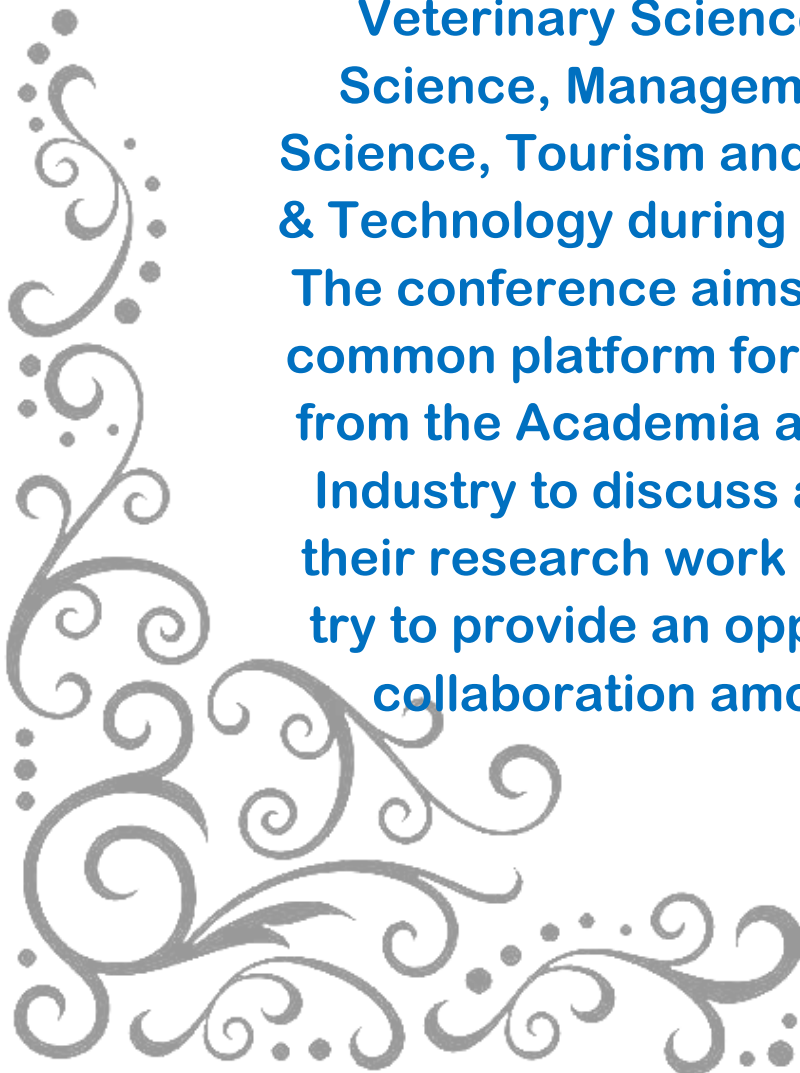 Veterinary Scienc
Science, Managem
Science, Tourism and
& Technology during
The conference aims
common platform for
from the Academia a
Industry to discuss a
their research work
try to provide an opp
collaboration amo